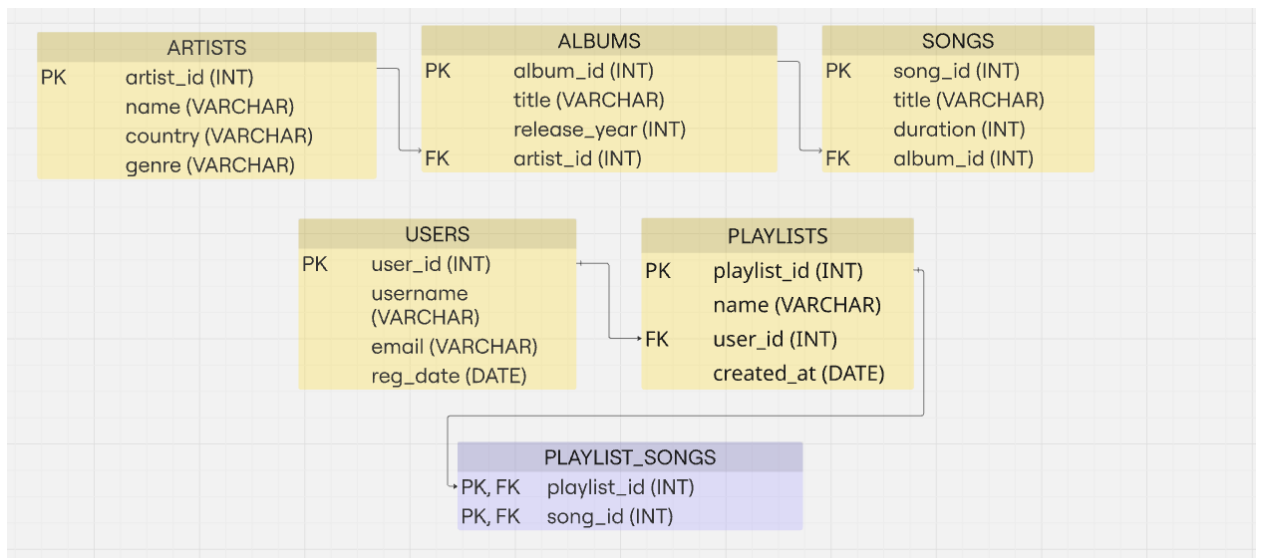 ARTISTS
PK artist_id (INT)
name (VARCHAR)
country (VARCHAR)
genre (VARCHAR)
ALBUMS
PK album_id (INT)
title (VARCHAR)
release_year (INT)
FK artist_id (INT)
SONGS
PK song_id (INT)
title (VARCHAR)
duration (INT)
FK album_id (INT)
USERS
PK user_id (INT)
username
(VARCHAR)
email (VARCHAR)
reg_date (DATE)
PLAYLISTS
PK playlist_id (INT)
name (VARCHAR)
FK user_id (INT)
created_at (DATE)
PLAYLIST_SONGS
PK, FK playlist_id (INT)
PK, FK song_id (INT)